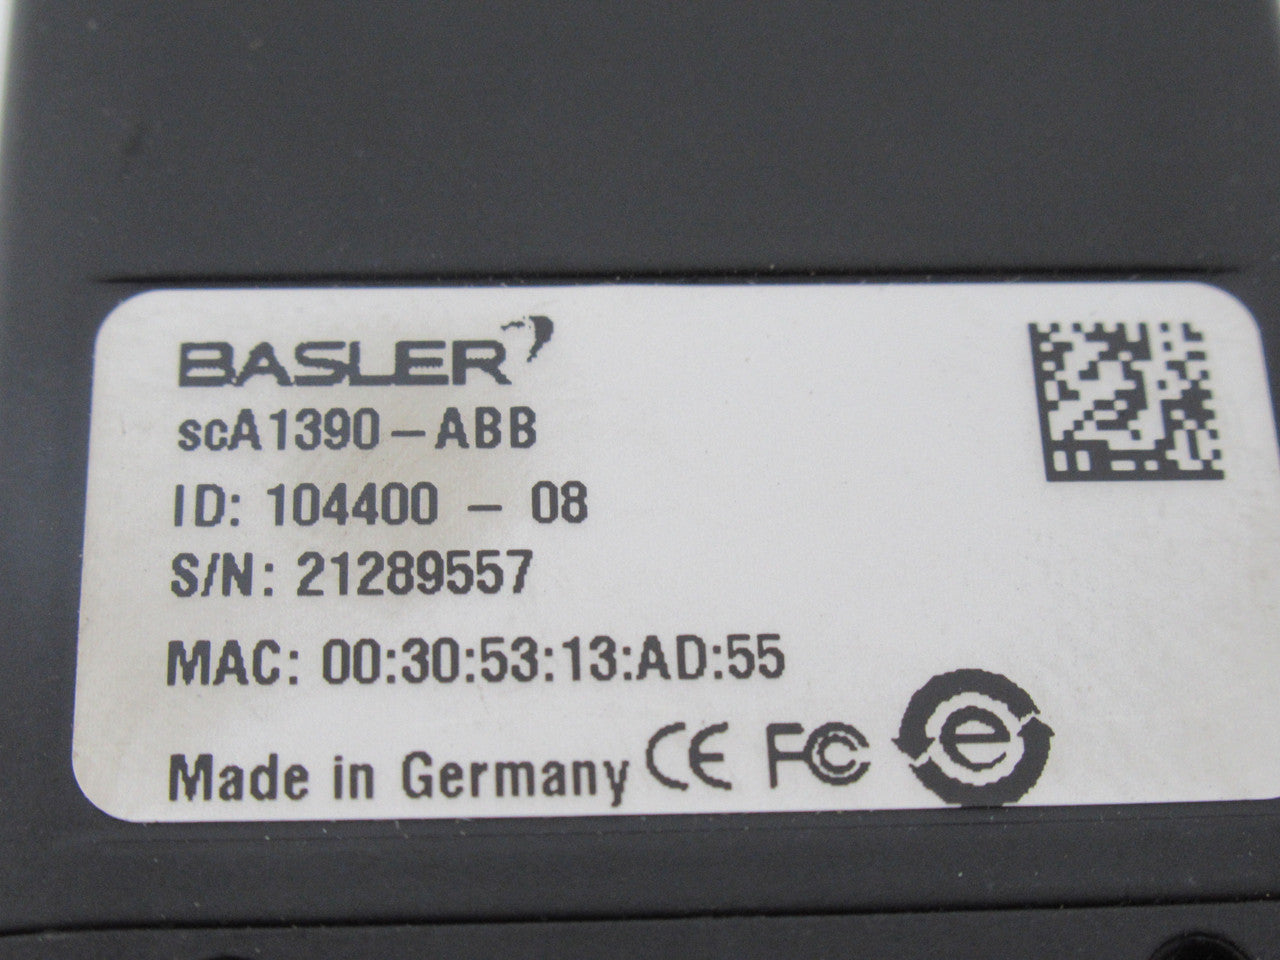 BASLER
scA1390-ABB
ID: 104400 - 08
S/N: 21289557
MAC: 00:30:53:13:AD:55
Made in Germany CE FC e